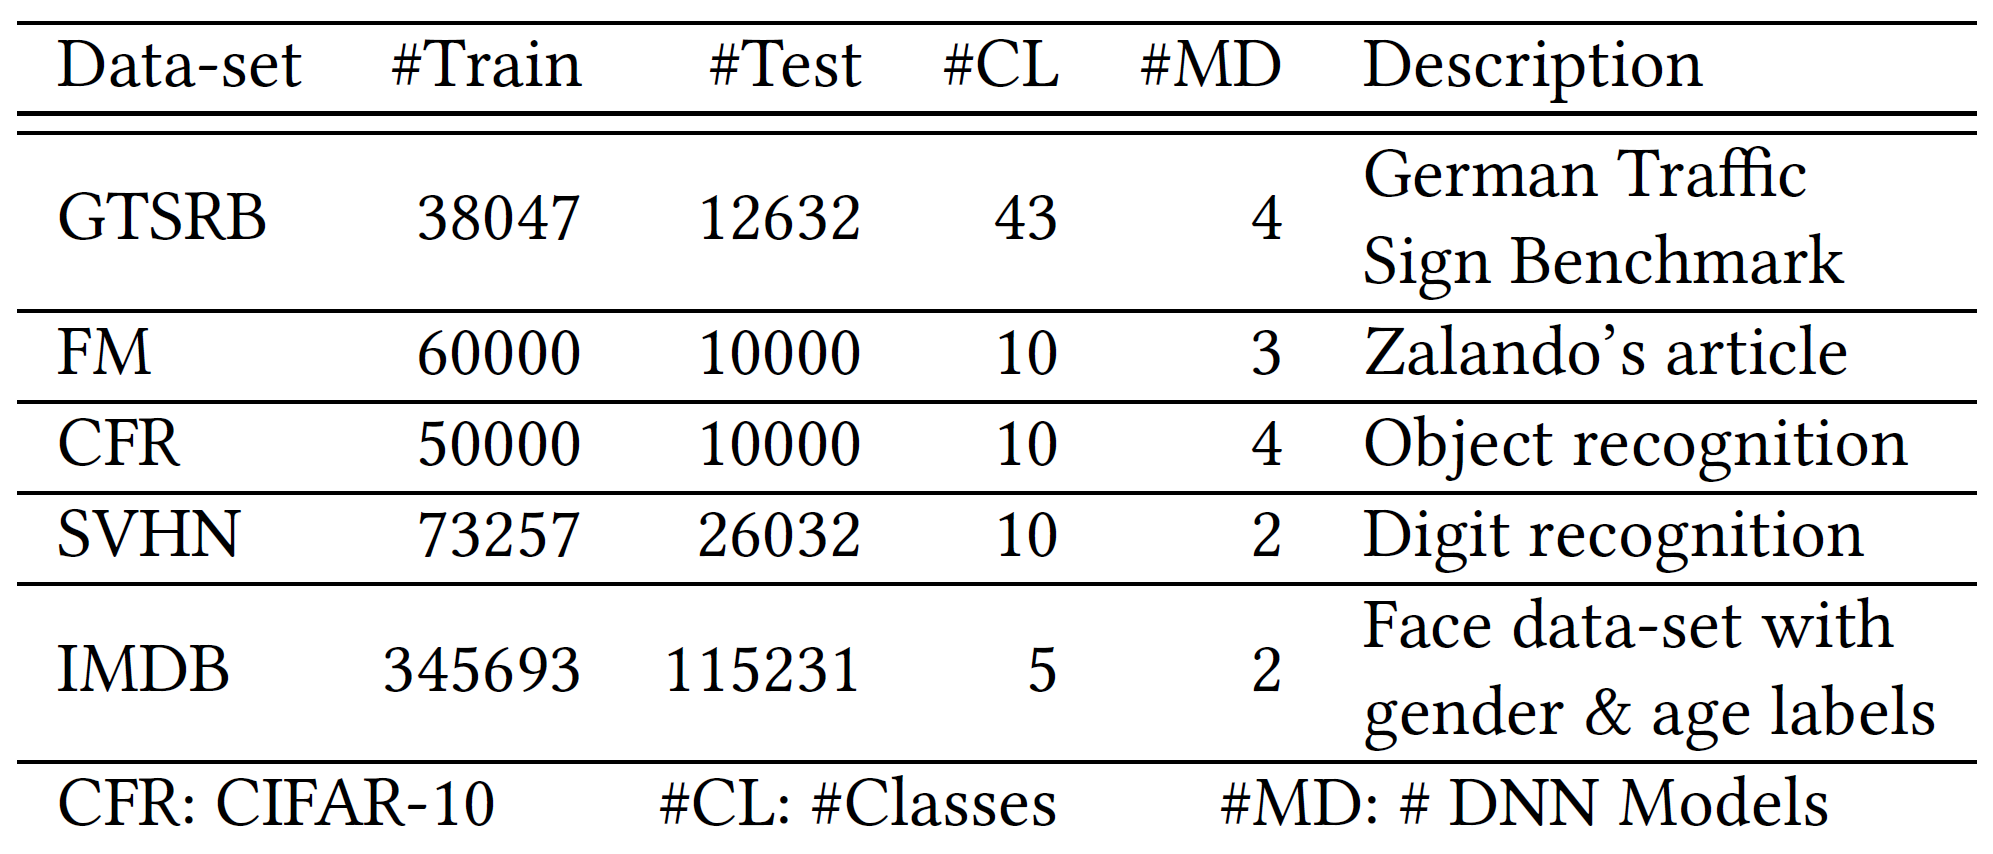 Data-set #Train #Test #CL #MD Description
GTSRB 38047 12632 43 4 German Traffic
Sign Benchmark
FM 60000 10000 10 3 Zalando’s article
CFR 50000 10000 10 4 Object recognition
SVHN 73257 26032 10 2 Digit recognition
IMDB 345693 115231 5 2 Face data-set with
gender & age labels
CFR: CIFAR-10 #CL: #Classes #MD: # DNN Models